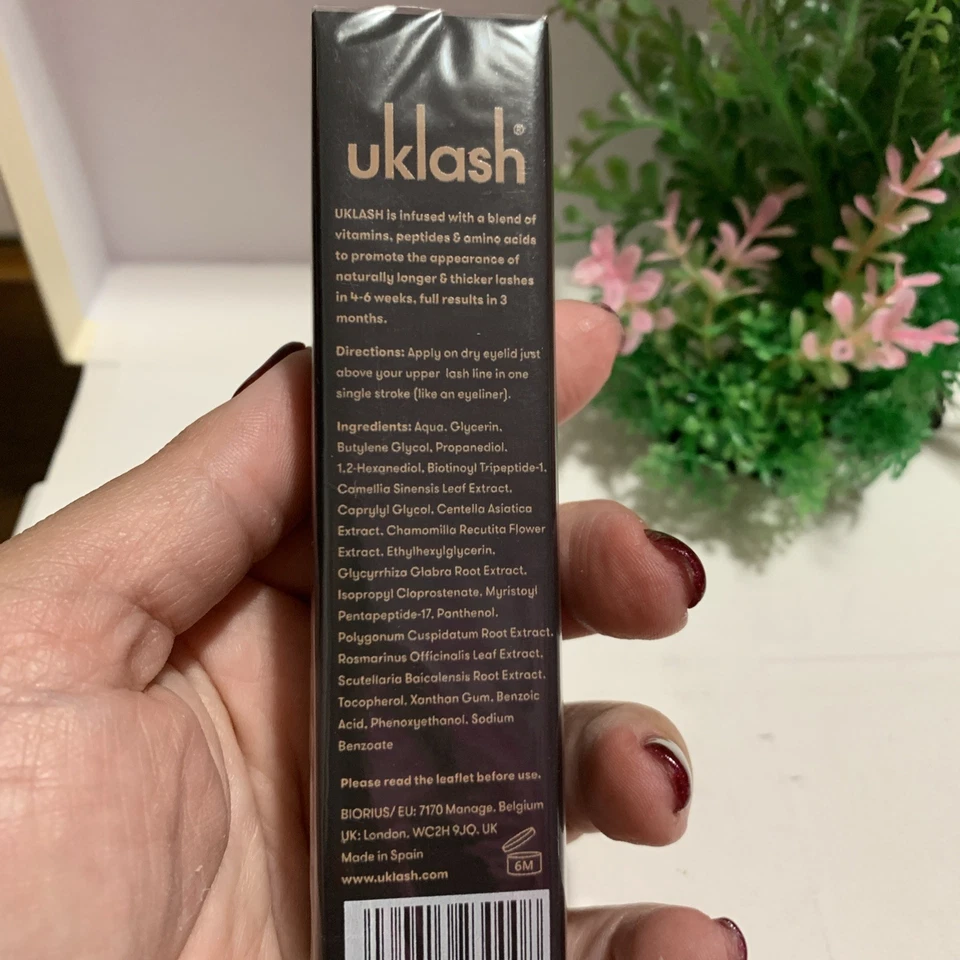 uklash®
UKLASH is infused with a blend of
vitamins, peptides & amino acids
to promote the appearance of
naturally longer & thicker lashes
in 4-6 weeks, full results in 3
months.
Directions: Apply on dry eyelid just
above your upper lash line in one
single stroke (like an eyeliner).
Ingredients: Aqua, Glycerin,
Butylene Glycol, Propanediol,
1,2-Hexanediol, Biotinoyl Tripeptide-1,
Camellia Sinensis Leaf Extract,
Caprylyl Glycol, Centella Asiatica
Extract, Chamomilla Recutita Flower
Extract, Ethylhexylglycerin,
Glycyrrhiza Glabra Root Extract,
Isopropyl Cloprostenate, Myristoyl
Pentapeptide-17, Panthenol,
Polygonum Cuspidatum Root Extract,
Rosmarinus Officinalis Leaf Extract,
Scutellaria Baicalensis Root Extract,
Tocopherol, Xanthan Gum, Benzoic
Acid, Phenoxyethanol, Sodium
Benzoate
Please read the leaflet before use.
BIORIUS/ EU: 7170 Manage, Belgium
UK: London, WC2H 9JQ, UK
Made in Spain
www.uklash.com
6M